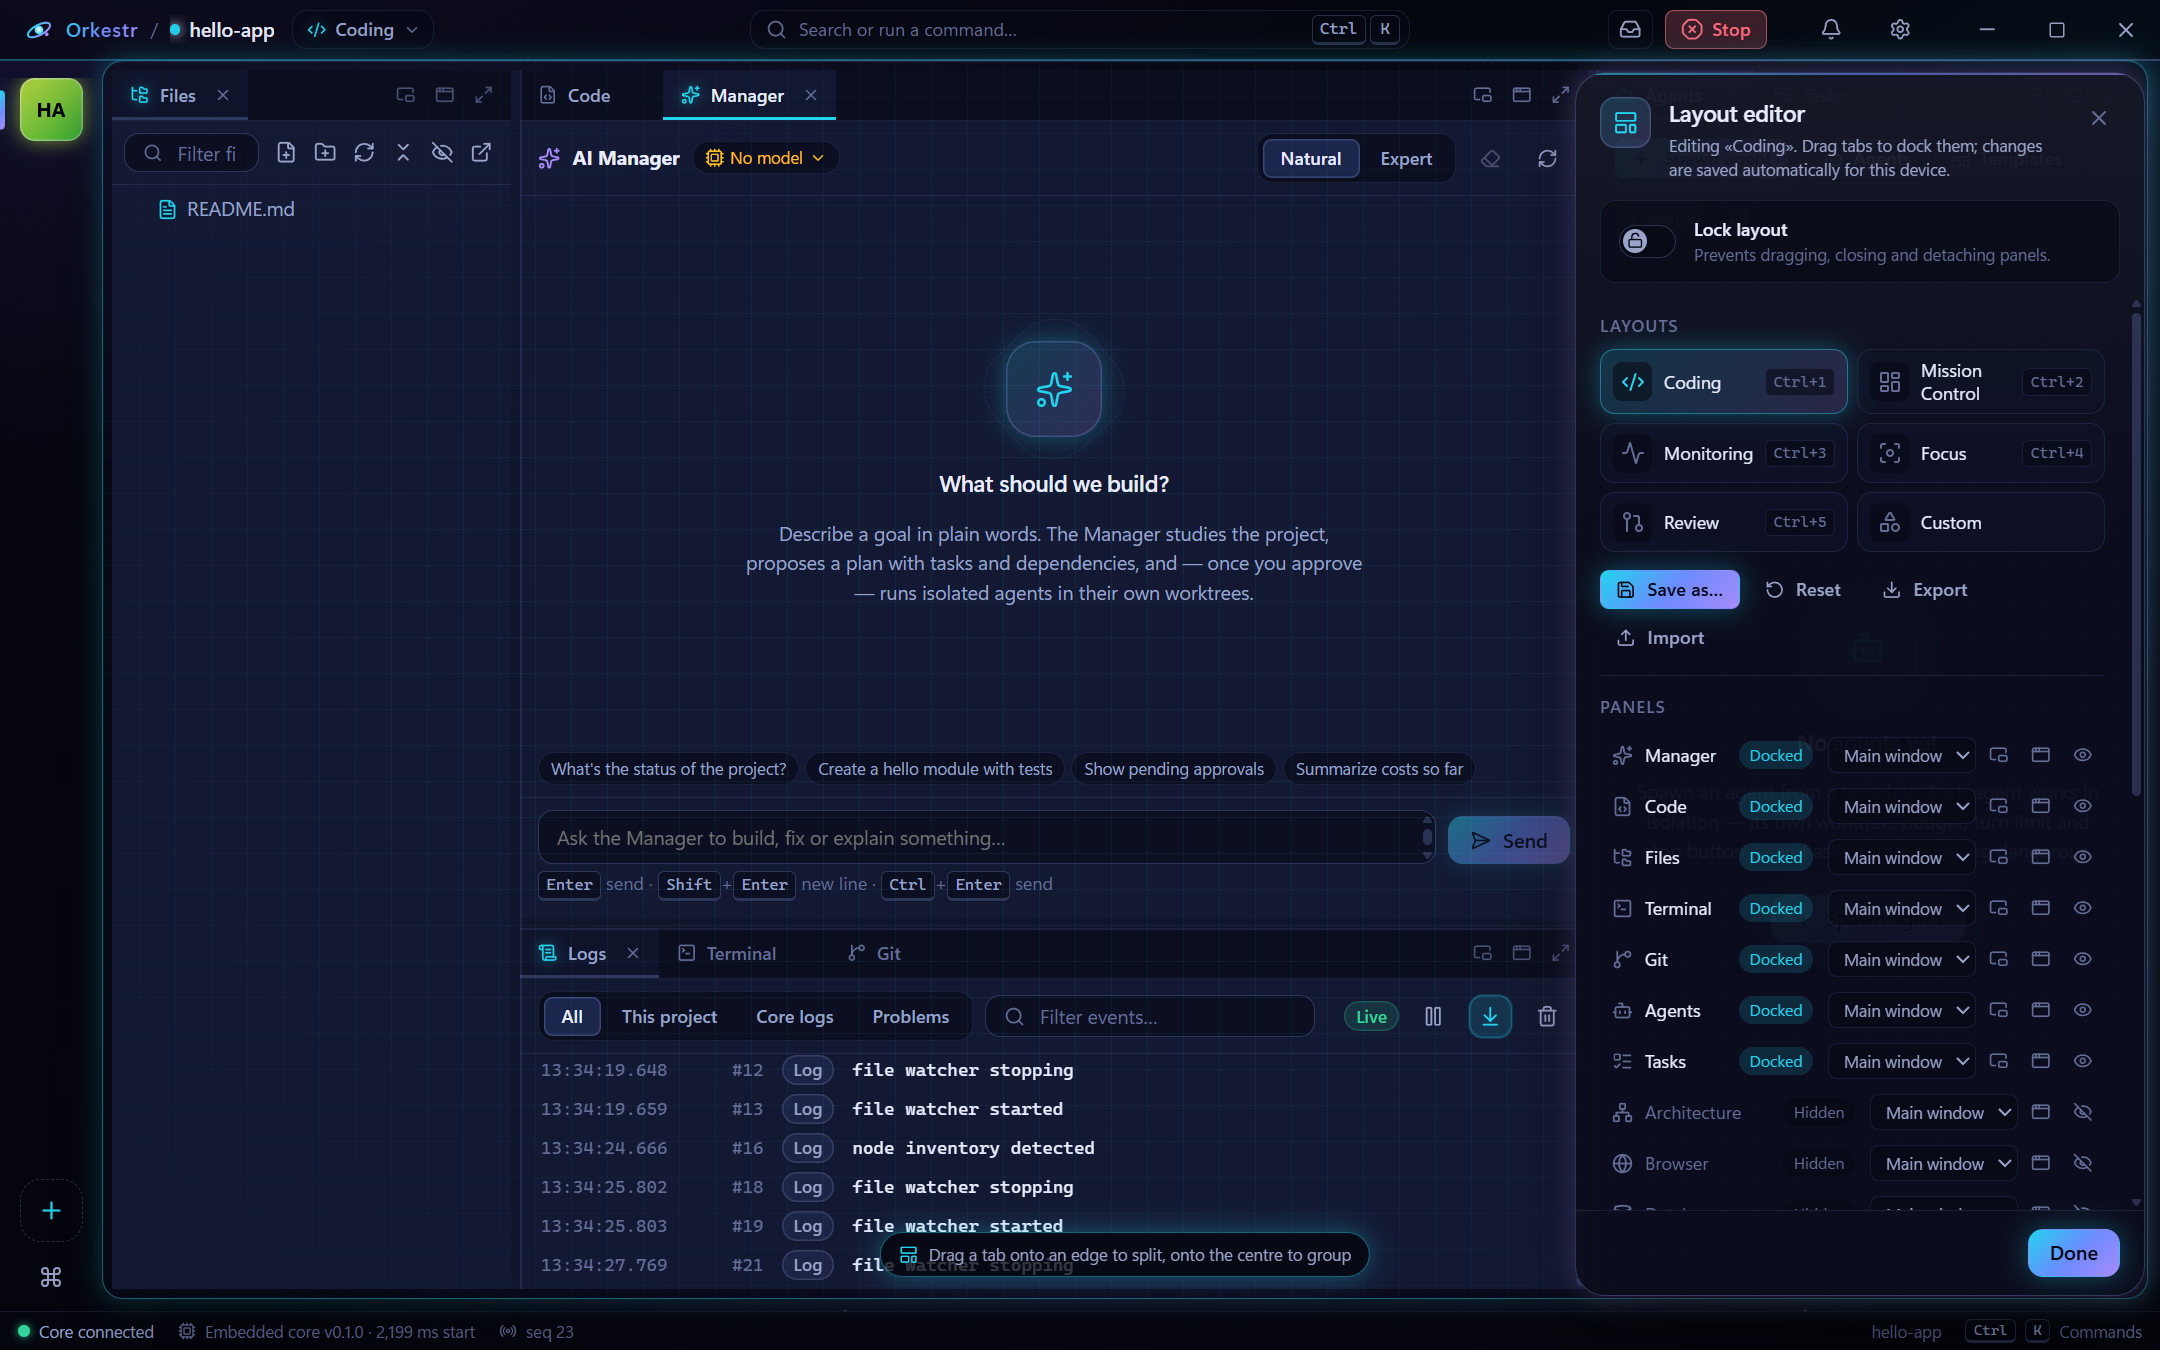 Orkestr / hello-app
Coding
Search or run a command...
Ctrl K
Stop
HA
Files
Filter fi
README.md
Code
Manager
AI Manager
No model
Natural
Expert
What should we build?
Describe a goal in plain words. The Manager studies the project,
proposes a plan with tasks and dependencies, and — once you approve
— runs isolated agents in their own worktrees.
What's the status of the project?
Create a hello module with tests
Show pending approvals
Summarize costs so far
Ask the Manager to build, fix or explain something...
Send
Enter send · Shift + Enter new line · Ctrl + Enter send
Logs
Terminal
Git
All
This project
Core logs
Problems
Filter events...
Live
13:34:19.648 #12 Log file watcher stopping
13:34:19.659 #13 Log file watcher started
13:34:24.666 #16 Log node inventory detected
13:34:25.802 #18 Log file watcher stopping
13:34:25.803 #19 Log file watcher started
13:34:27.769 #21 Log file watcher stopping
Drag a tab onto an edge to split, onto the centre to group
Layout editor
Editing «Coding». Drag tabs to dock them; changes
are saved automatically for this device.
Lock layout
Prevents dragging, closing and detaching panels.
LAYOUTS
Coding Ctrl+1
Mission
Control Ctrl+2
Monitoring Ctrl+3
Focus Ctrl+4
Review Ctrl+5
Custom
Save as...
Reset
Export
Import
PANELS
Manager Docked Main window
Code Docked Main window
Files Docked Main window
Terminal Docked Main window
Git Docked Main window
Agents Docked Main window
Tasks Docked Main window
Architecture Hidden Main window
Browser Hidden Main window
Done
Core connected
Embedded core v0.1.0 · 2,199 ms start
seq 23
hello-app
Ctrl K Commands